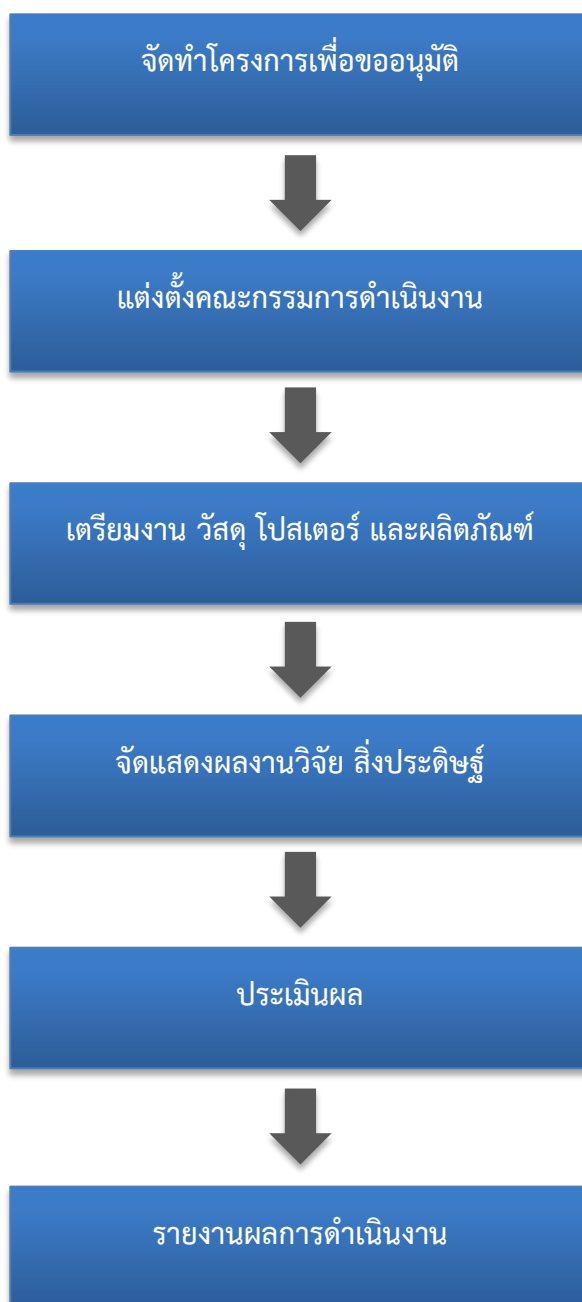 จัดทำโครงการเพื่อขออนุมัติ
แต่งตั้งคณะกรรมการดำเนินงาน
เตรียมงาน วัสดุ โปสเตอร์ และผลิตภัณฑ์
จัดแสดงผลงานวิจัย สิ่งประดิษฐ์
ประเมินผล
รายงานผลการดำเนินงาน